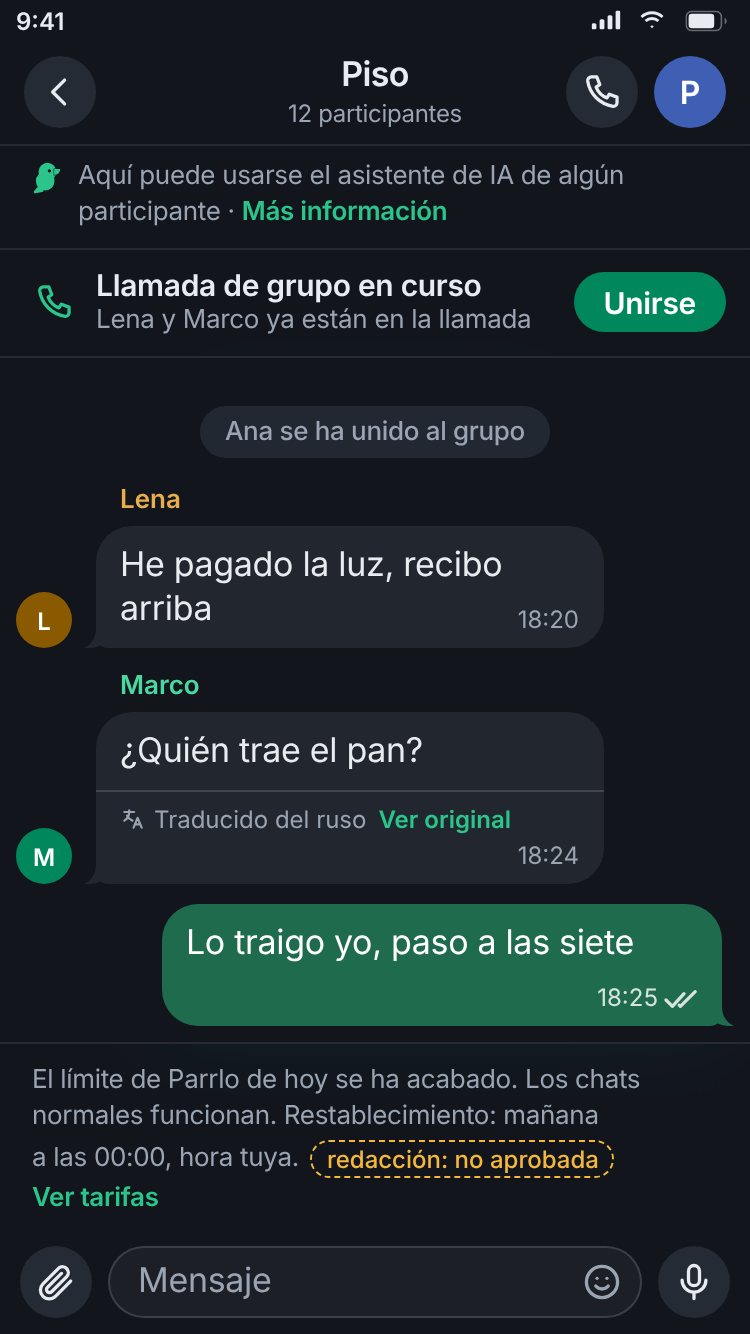 9:41
Piso
12 participantes
P
Aquí puede usarse el asistente de IA de algún
participante · Más información
Llamada de grupo en curso
Lena y Marco ya están en la llamada
Unirse
Ana se ha unido al grupo
Lena
He pagado la luz, recibo
arriba
18:20
L
Marco
¿Quién trae el pan?
Traducido del ruso Ver original
18:24
M
Lo traigo yo, paso a las siete
18:25
El límite de Parrlo de hoy se ha acabado. Los chats
normales funcionan. Restablecimiento: mañana
a las 00:00, hora tuya. redacción: no aprobada
Ver tarifas
Mensaje